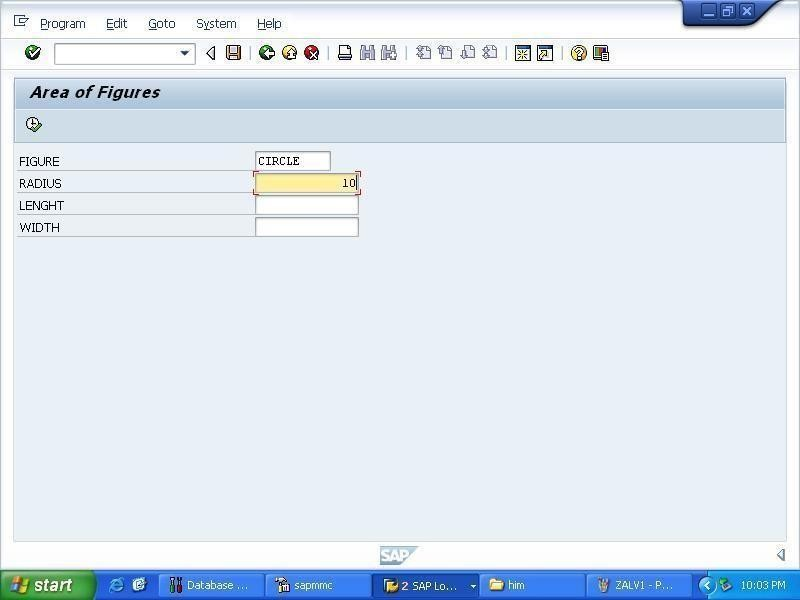 Program Edit Goto System Help
Area of Figures
FIGURE CIRCLE
RADIUS 10
LENGHT
WIDTH
SAP
start Database ... sapmmc 2 SAP Lo... him ZALV1 - P... 10:03 PM